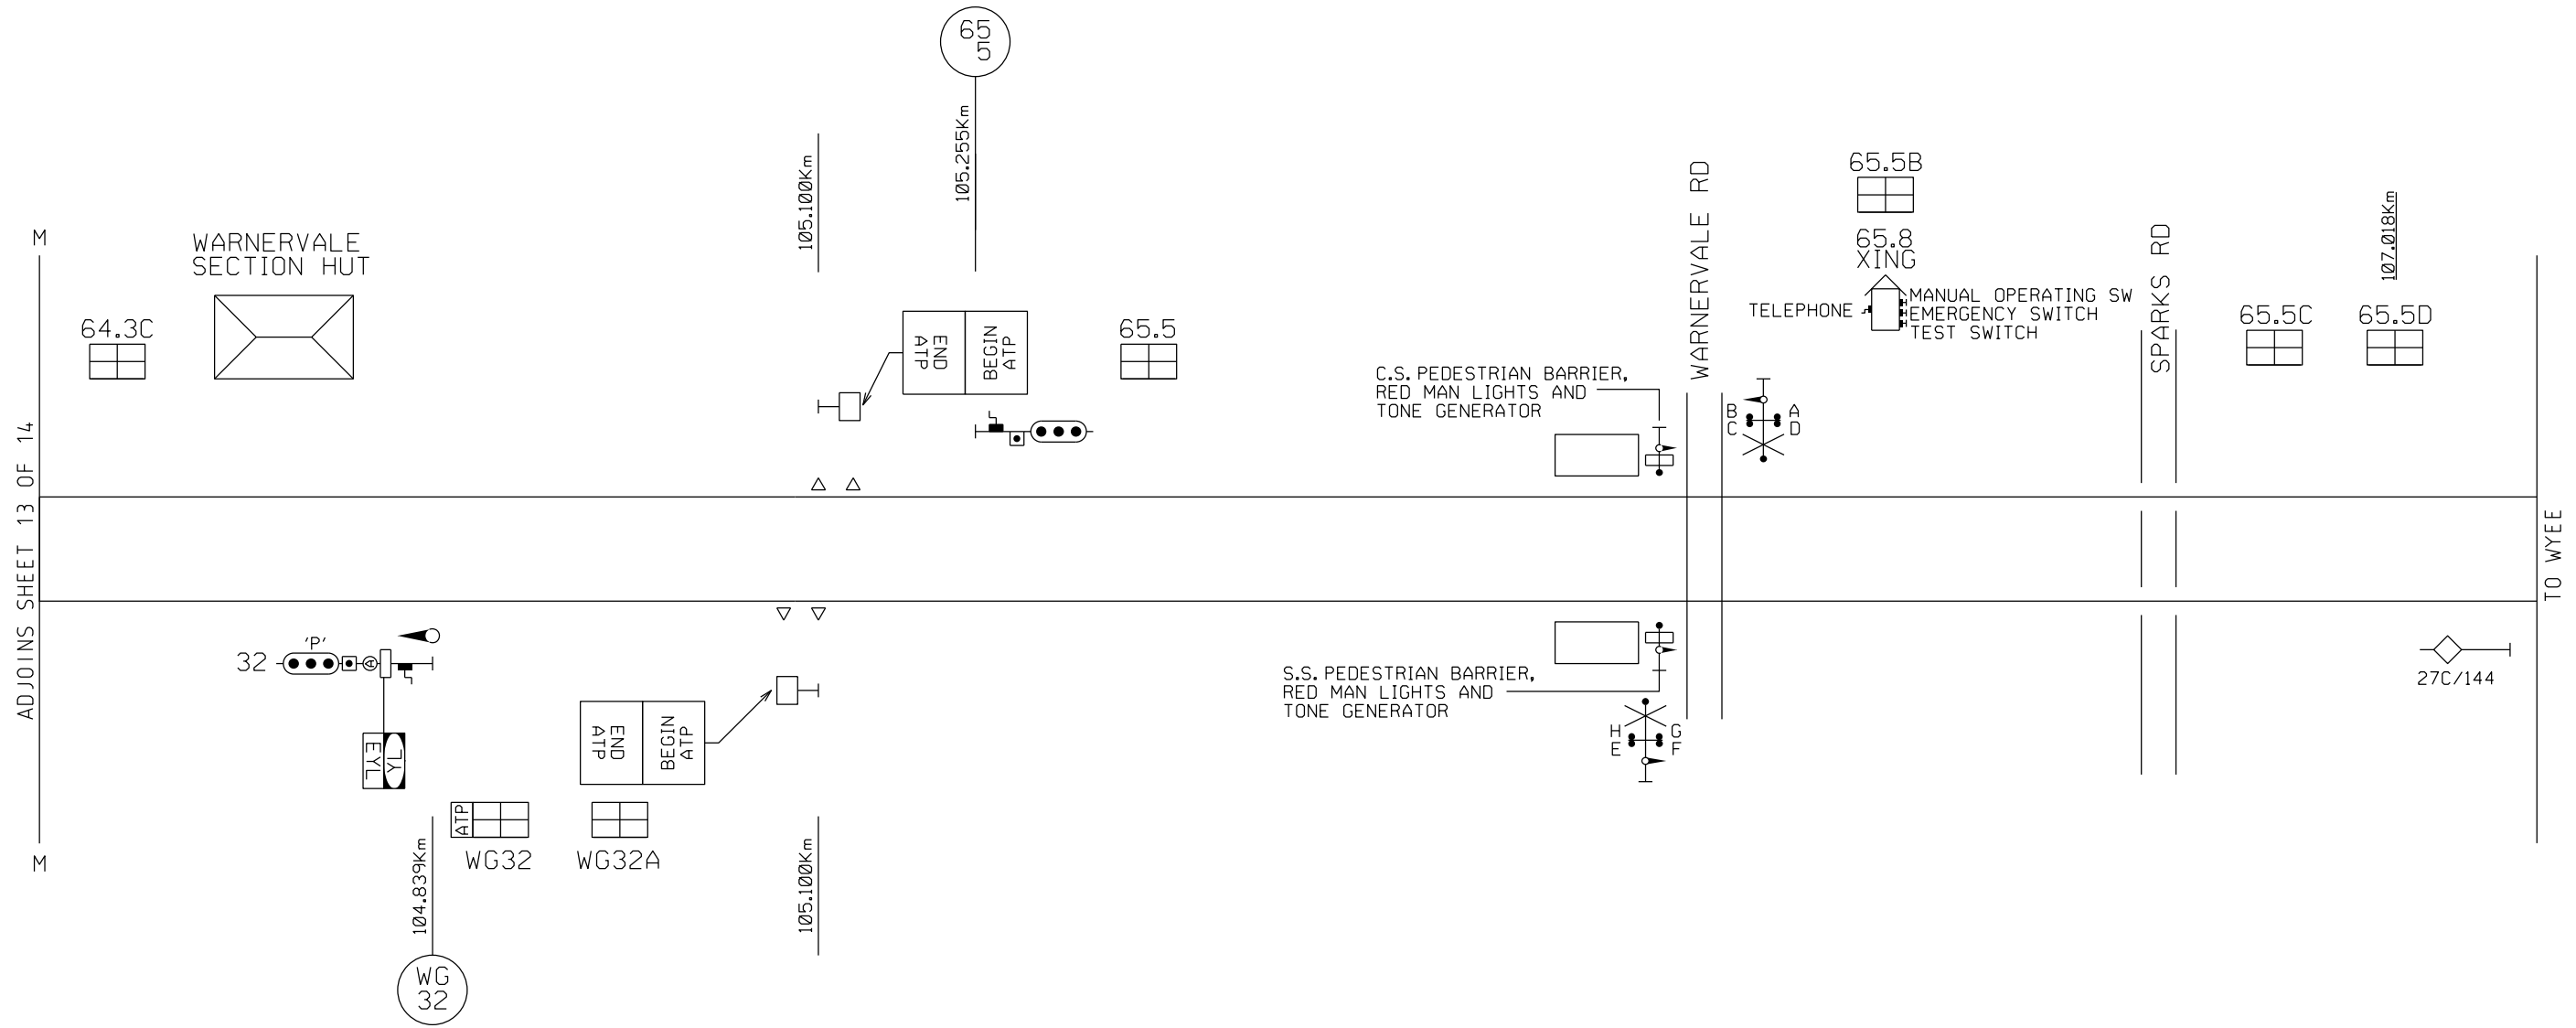 65
5
105.255Km
105.100Km
M
WARNERVALE
SECTION HUT
64.3C
END
ATP
BEGIN
ATP
65.5
C.S. PEDESTRIAN BARRIER,
RED MAN LIGHTS AND
TONE GENERATOR
WARNERVALE RD
65.5B
65.8
XING
TELEPHONE
MANUAL OPERATING SW
EMERGENCY SWITCH
TEST SWITCH
B
C
A
D
SPARKS RD
65.5C
65.5D
107.018Km
ADJOINS SHEET 13 OF 14
TO WYEE
32
'P'
A
EYL
YL
END
ATP
BEGIN
ATP
ATP
WG32
WG32A
104.839Km
WG
32
105.100Km
M
S.S. PEDESTRIAN BARRIER,
RED MAN LIGHTS AND
TONE GENERATOR
H
E
G
F
27C/144